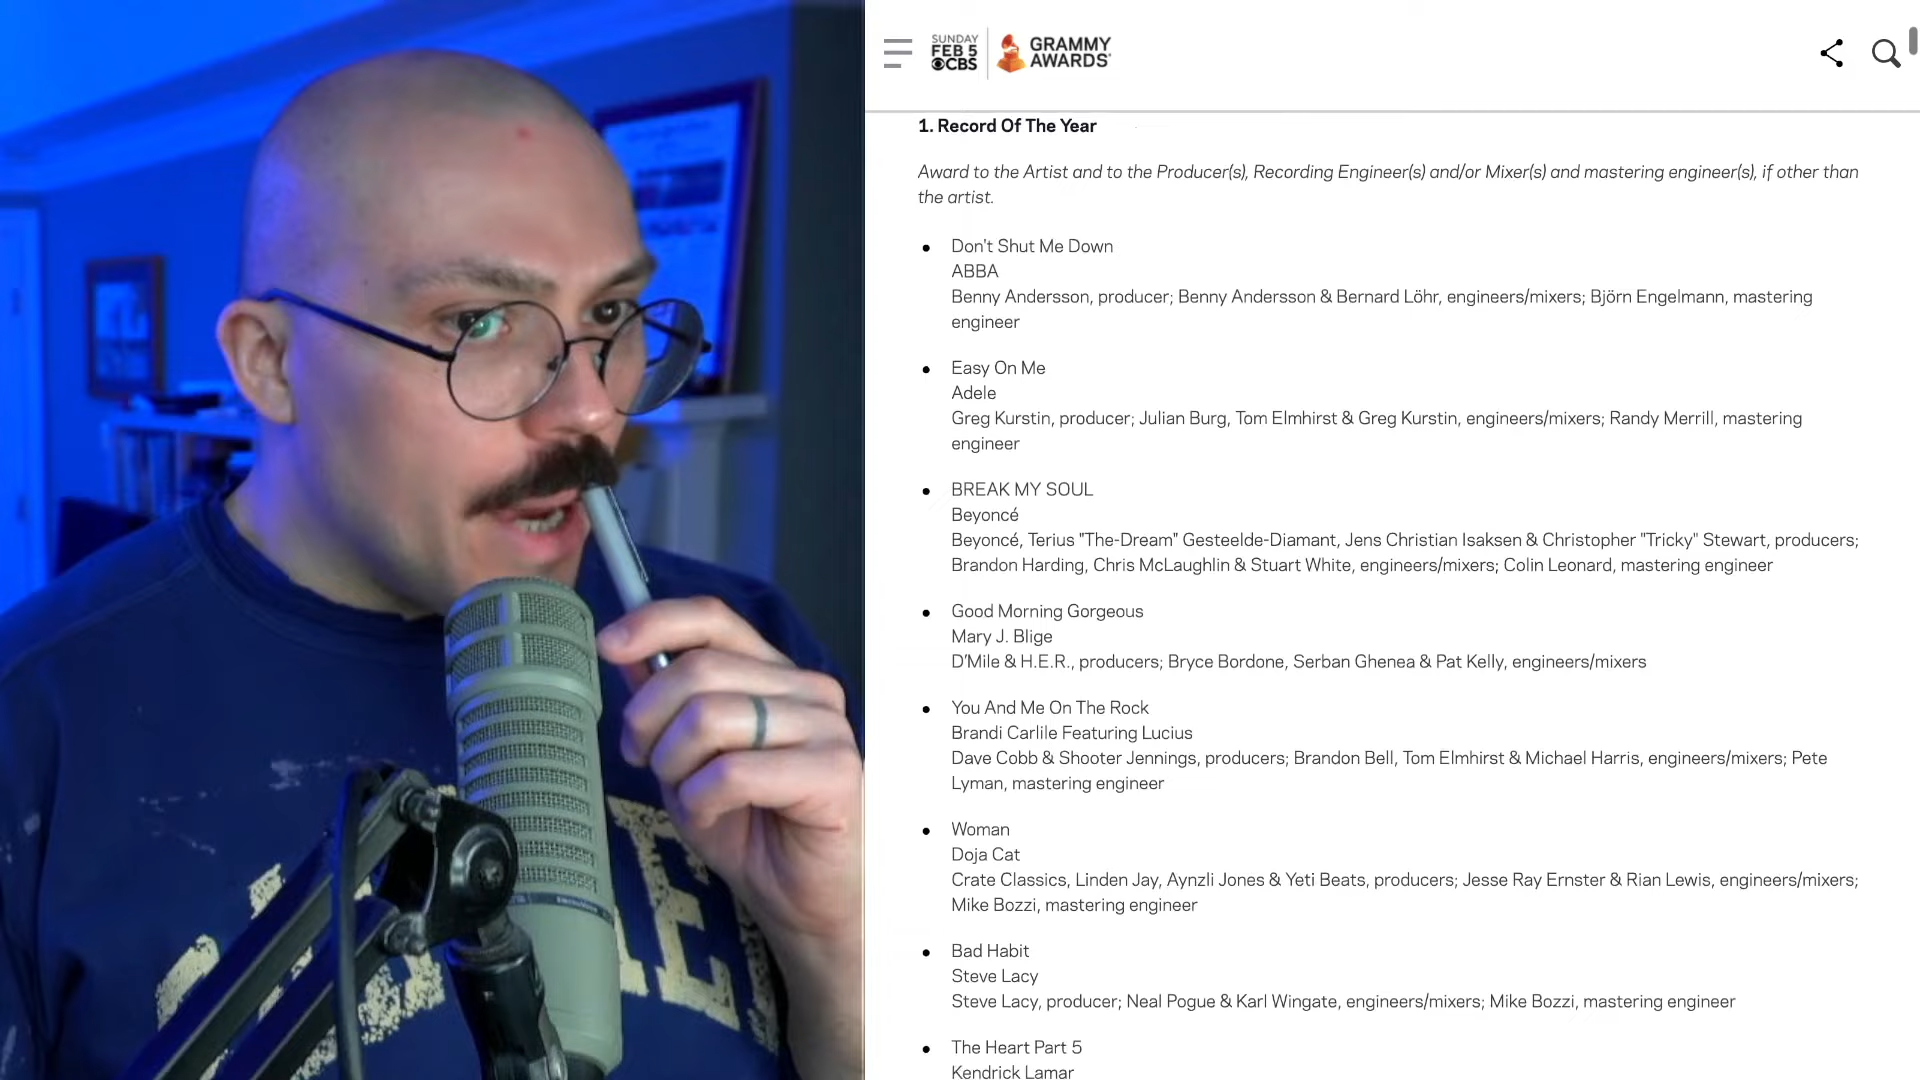 SUNDAY
FEB 5
CBS
GRAMMY
AWARDS
1. Record Of The Year
Award to the Artist and to the Producer(s), Recording Engineer(s) and/or Mixer(s) and mastering engineer(s), if other than
the artist.
● Don't Shut Me Down
ABBA
Benny Andersson, producer; Benny Andersson & Bernard Löhr, engineers/mixers; Björn Engelmann, mastering
engineer
● Easy On Me
Adele
Greg Kurstin, producer; Julian Burg, Tom Elmhirst & Greg Kurstin, engineers/mixers; Randy Merrill, mastering
engineer
● BREAK MY SOUL
Beyoncé
Beyoncé, Terius "The-Dream" Gesteelde-Diamant, Jens Christian Isaksen & Christopher "Tricky" Stewart, producers;
Brandon Harding, Chris McLaughlin & Stuart White, engineers/mixers; Colin Leonard, mastering engineer
● Good Morning Gorgeous
Mary J. Blige
D'Mile & H.E.R., producers; Bryce Bordone, Serban Ghenea & Pat Kelly, engineers/mixers
● You And Me On The Rock
Brandi Carlile Featuring Lucius
Dave Cobb & Shooter Jennings, producers; Brandon Bell, Tom Elmhirst & Michael Harris, engineers/mixers; Pete
Lyman, mastering engineer
● Woman
Doja Cat
Crate Classics, Linden Jay, Aynzli Jones & Yeti Beats, producers; Jesse Ray Ernster & Rian Lewis, engineers/mixers;
Mike Bozzi, mastering engineer
● Bad Habit
Steve Lacy
Steve Lacy, producer; Neal Pogue & Karl Wingate, engineers/mixers; Mike Bozzi, mastering engineer
● The Heart Part 5
Kendrick Lamar